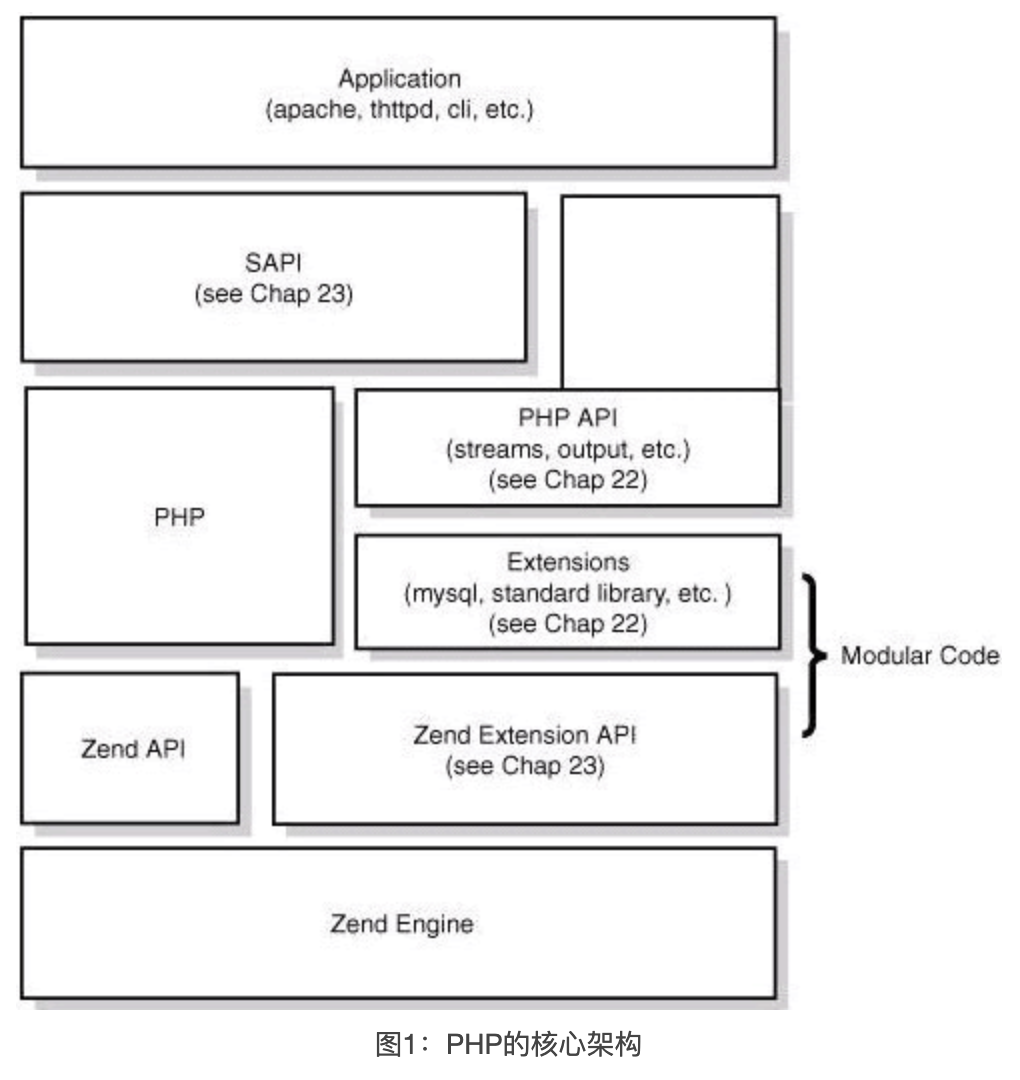 Application
(apache, thttpd, cli, etc.)
SAPI
(see Chap 23)
PHP API
(streams, output, etc.)
(see Chap 22)
PHP
Extensions
(mysql, standard library, etc. )
(see Chap 22)
Modular Code
Zend API
Zend Extension API
(see Chap 23)
Zend Engine
图1：PHP的核心架构